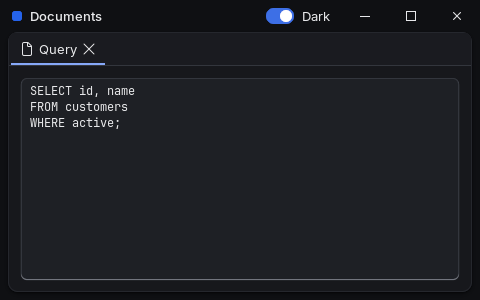 Documents
Dark
Query
SELECT id, name
FROM customers
WHERE active;